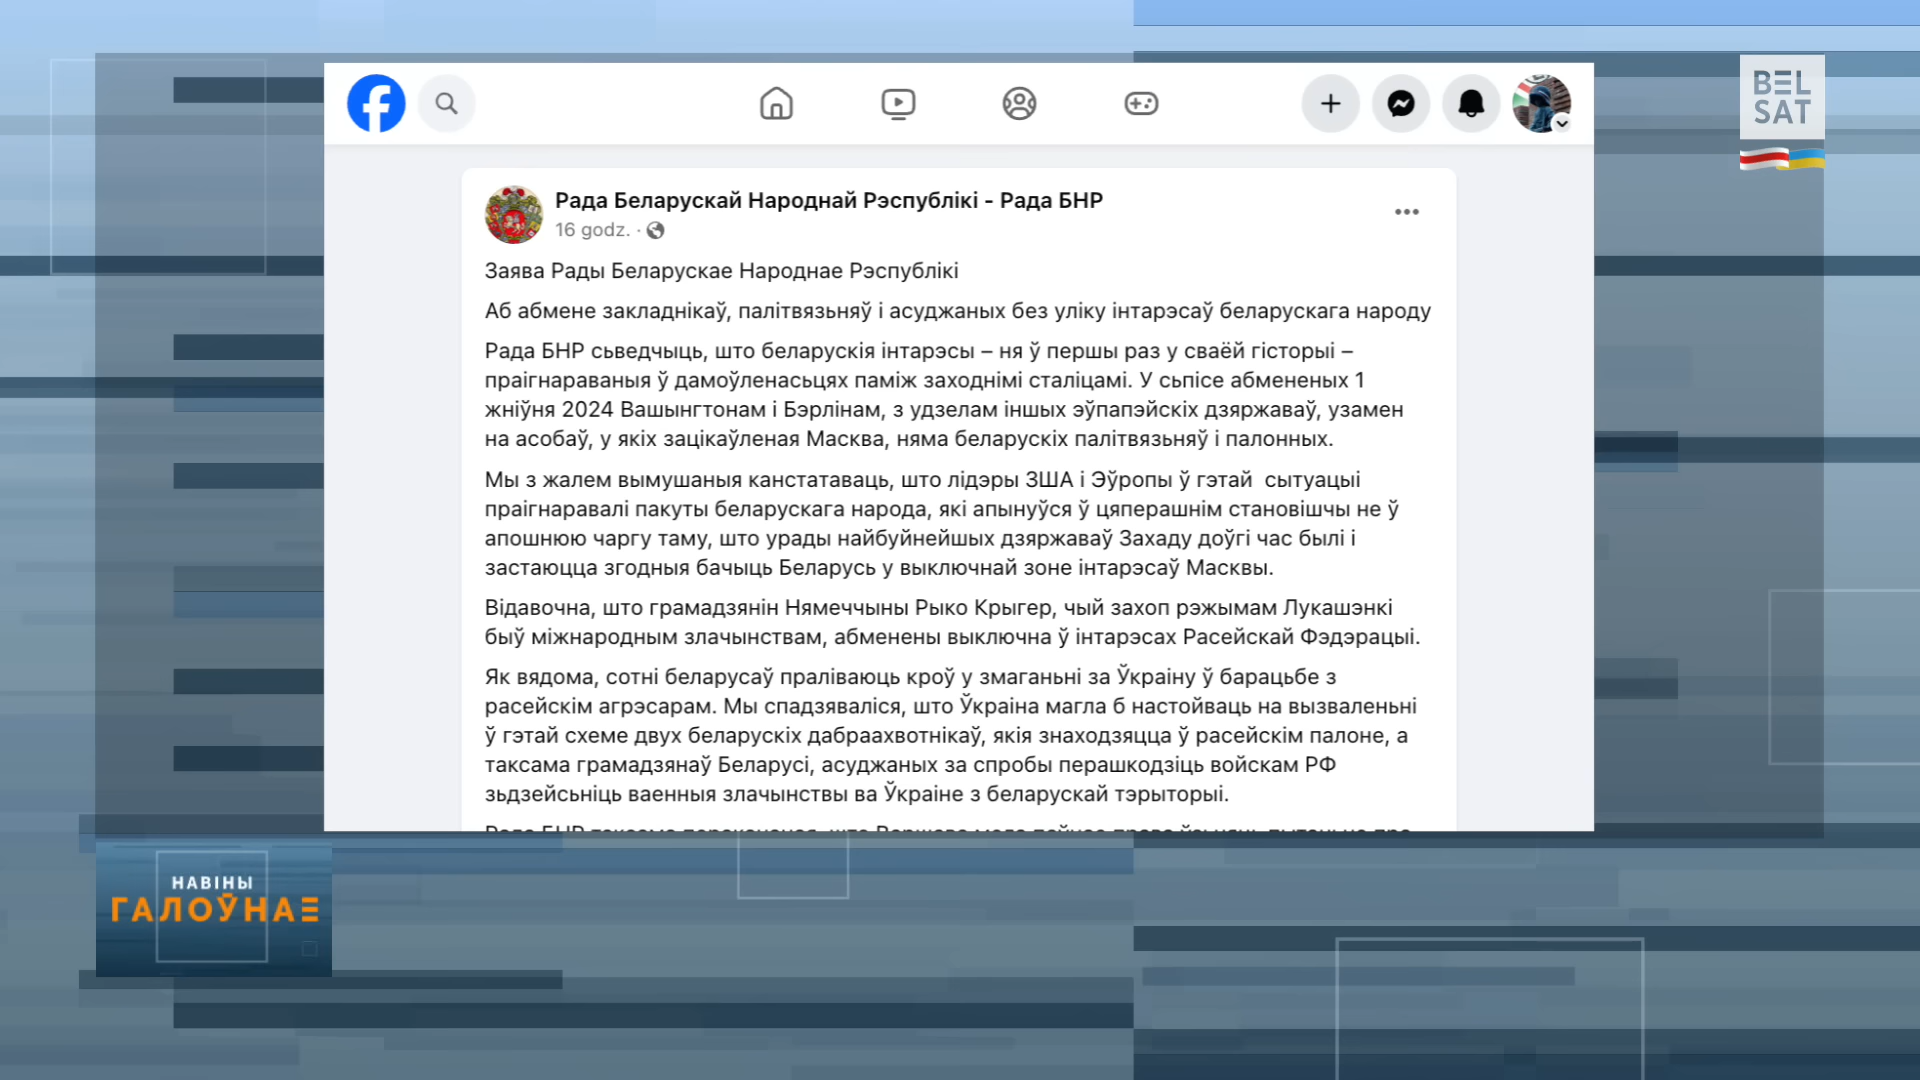 BEL
SAT
Рада Беларускай Народнай Рэспублікі - Рада БНР
16 godz. ·
Заява Рады Беларускае Народнае Рэспублікі
Аб абмене закладнікаў, палітвязьняў і асуджаных без уліку інтарэсаў беларускага народу
Рада БНР сьведчыць, што беларускія інтарэсы – ня ў першы раз у сваёй гісторыі –
праігнараваныя ў дамоўленасьцях паміж заходнімі сталіцамі. У сьпісе абмененых 1
жніўня 2024 Вашынгтонам і Бэрлінам, з удзелам іншых эўпапэйскіх дзяржаваў, узамен
на асобаў, у якіх зацікаўленая Масква, няма беларускіх палітвязьняў і палонных.
Мы з жалем вымушаныя канстатаваць, што лідэры ЗША і Эўропы ў гэтай  сытуацыі
праігнаравалі пакуты беларускага народа, які апынуўся ў цяперашнім становішчы не ў
апошнюю чаргу таму, што урады найбуйнейшых дзяржаваў Захаду доўгі час былі і
застаюцца згодныя бачыць Беларусь у выключнай зоне інтарэсаў Масквы.
Відавочна, што грамадзянін Нямеччыны Рыко Крыгер, чый захоп рэжымам Лукашэнкі
быў міжнародным злачынствам, абменены выключна ў інтарэсах Расейскай Фэдэрацыі.
Як вядома, сотні беларусаў праліваюць кроў у змаганьні за Ўкраіну ў барацьбе з
расейскім агрэсарам. Мы спадзяваліся, што Ўкраіна магла б настойваць на вызваленьні
ў гэтай схеме двух беларускіх дабраахвотнікаў, якія знаходзяцца ў расейскім палоне, а
таксама грамадзянаў Беларусі, асуджаных за спробы перашкодзіць войскам РФ
зьдзейсьніць ваенныя злачынствы ва Ўкраіне з беларускай тэрыторыі.
НАВІНЫ
ГАЛОЎНАЕ